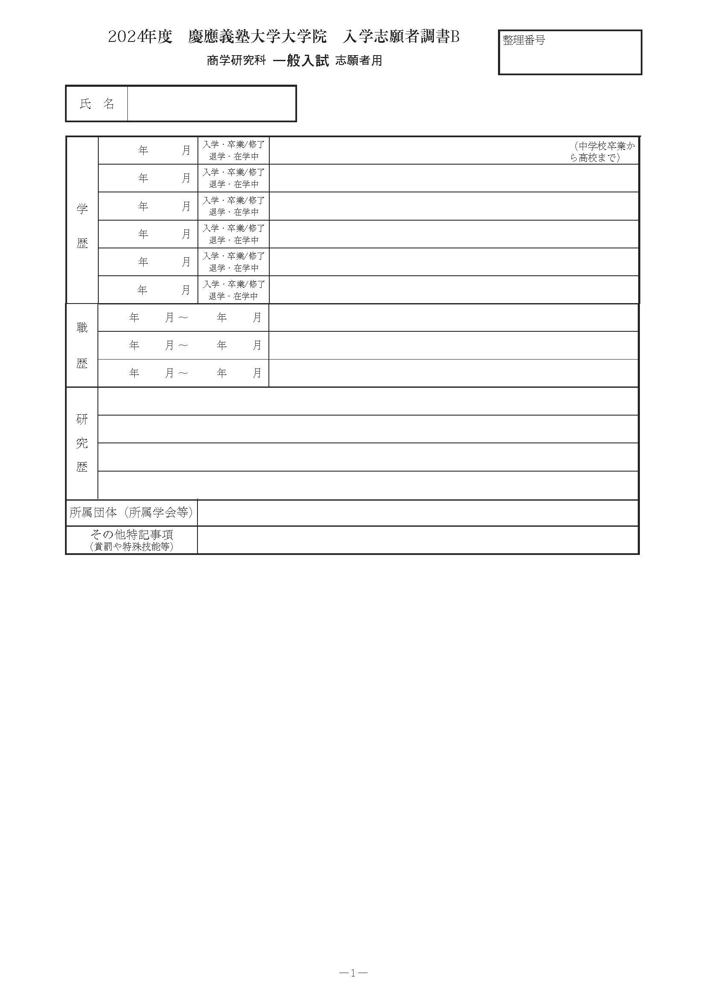 2024年度　慶應義塾大学大学院　入学志願者調書B
整理番号
商学研究科 一般入試 志願者用
氏　名
学歴
年　月 入学・卒業/修了 退学・在学中 （中学校卒業から高校まで）
年　月 入学・卒業/修了 退学・在学中
年　月 入学・卒業/修了 退学・在学中
年　月 入学・卒業/修了 退学・在学中
年　月 入学・卒業/修了 退学・在学中
年　月 入学・卒業/修了 退学・在学中
職歴
年　月～　年　月
年　月～　年　月
年　月～　年　月
研究歴
所属団体（所属学会等）
その他特記事項
（賞罰や特殊技能等）
―1―